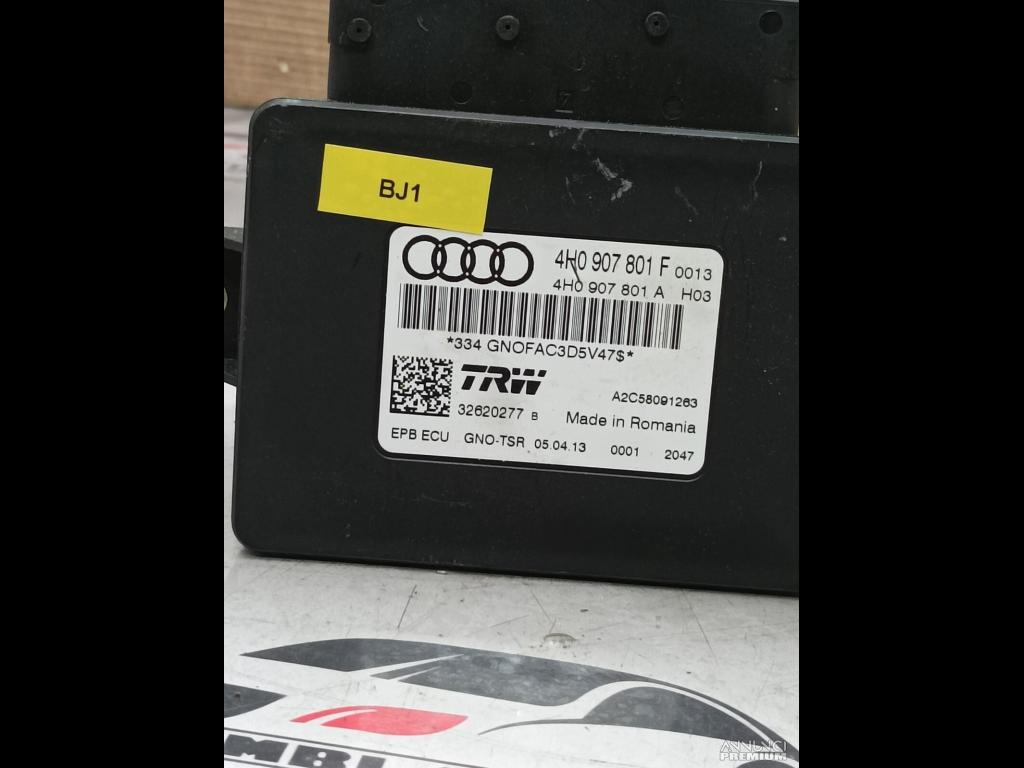 BJ1
4H0 907 801 F 0013
4H0 907 801 A H03
*334 GNOFAC3D5V47$*
TRW
A2C58091263
32620277 B
Made in Romania
EPB ECU GNO-TSR 05.04.13 0001 2047
ANNUNCI
PREMIUM